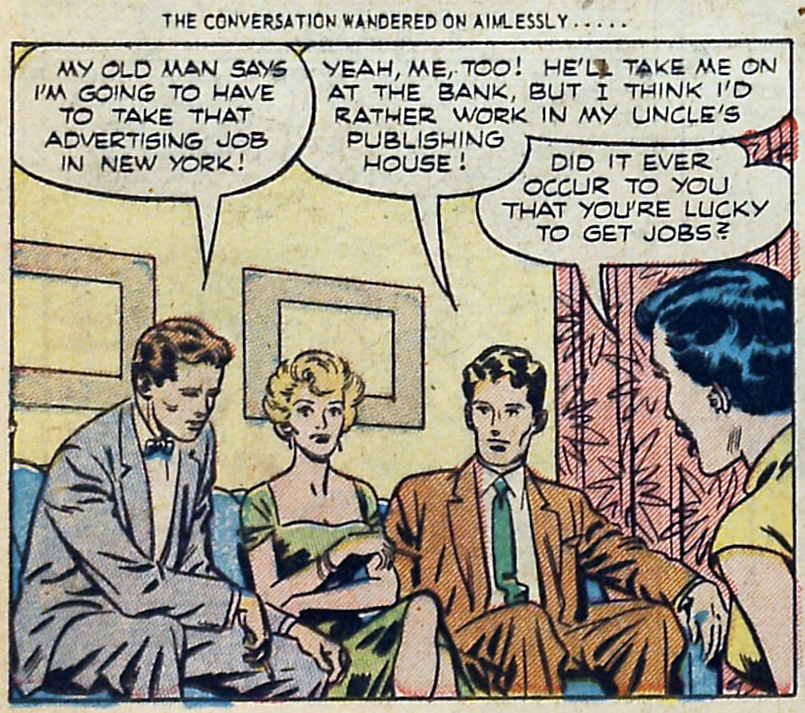 THE CONVERSATION WANDERED ON AIMLESSLY.....
MY OLD MAN SAYS
I'M GOING TO HAVE
TO TAKE THAT
ADVERTISING JOB
IN NEW YORK!
YEAH, ME, TOO! HE'LL TAKE ME ON
AT THE BANK, BUT I THINK I'D
RATHER WORK IN MY UNCLE'S
PUBLISHING
HOUSE!
DID IT EVER
OCCUR TO YOU
THAT YOU'RE LUCKY
TO GET JOBS?